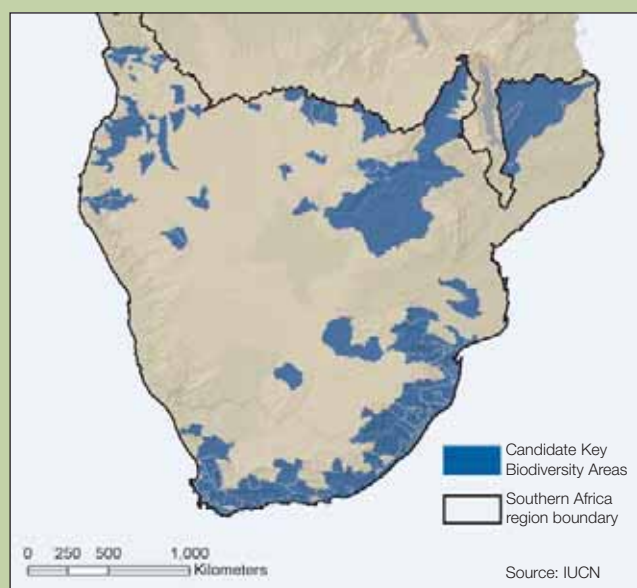 Candidate Key
Biodiversity Areas
Southern Africa
region boundary
0 250 500 1,000
Kilometers
Source: IUCN